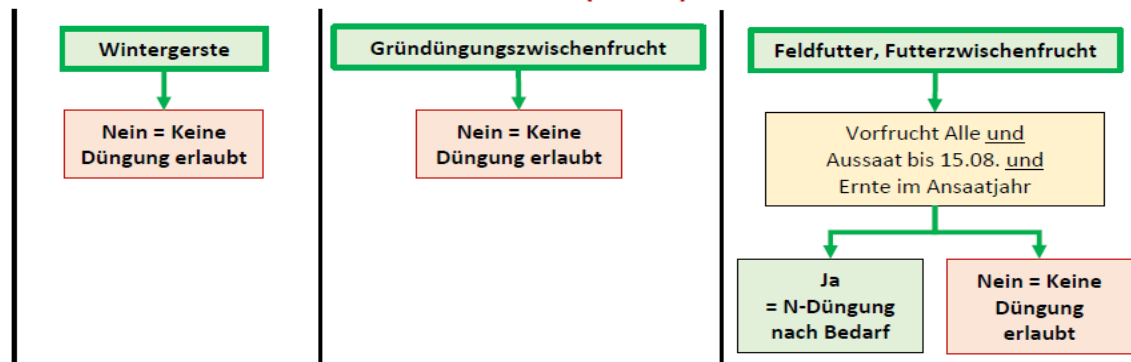 Wintergerste
Nein = Keine
Düngung erlaubt
Gründüngungszwischenfrucht
Nein = Keine
Düngung erlaubt
Feldfutter, Futterzwischenfrucht
Vorfrucht Alle und
Aussaat bis 15.08. und
Ernte im Ansaatjahr
Ja
= N-Düngung
nach Bedarf
Nein = Keine
Düngung
erlaubt